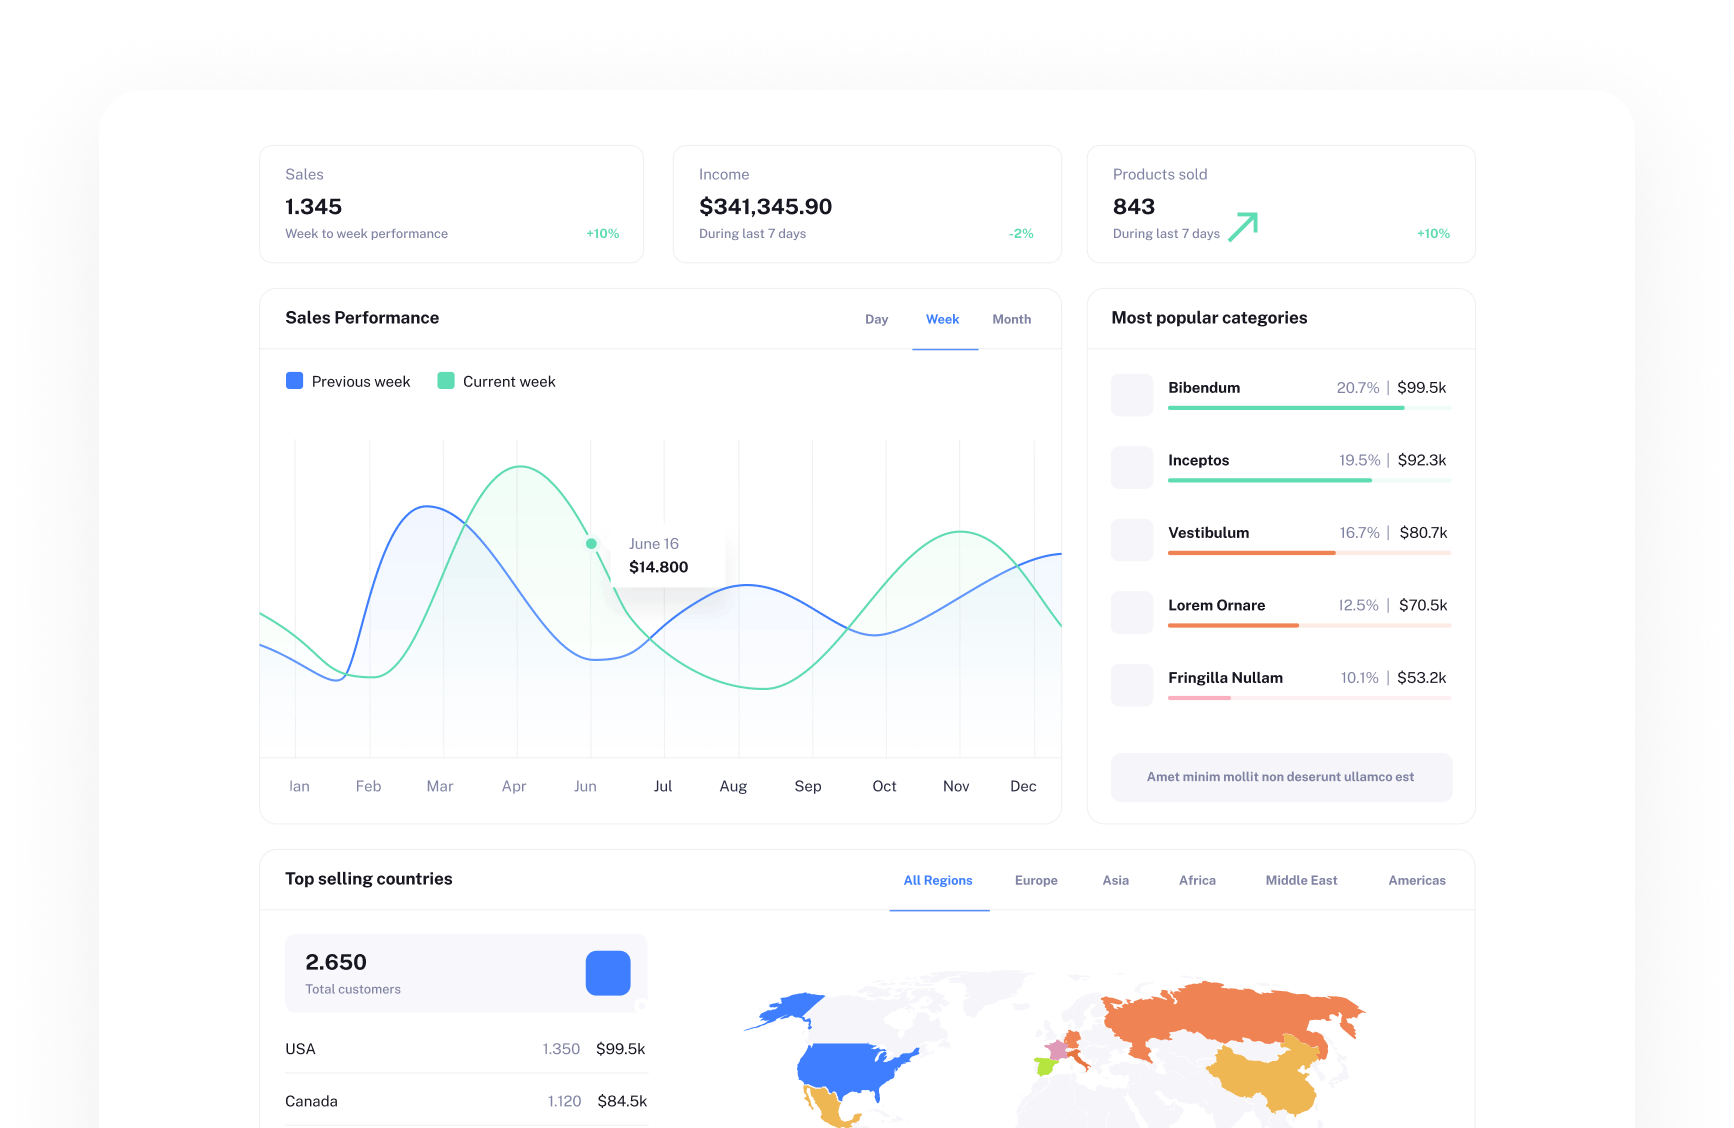 Sales
1.345
Week to week performance +10%
Income
$341,345.90
During last 7 days -2%
Products sold
843
During last 7 days +10%
Sales Performance Day Week Month
Previous week Current week
June 16
$14.800
Jan Feb Mar Apr Jun Jul Aug Sep Oct Nov Dec
Most popular categories
Bibendum 20.7% | $99.5k
Inceptos 19.5% | $92.3k
Vestibulum 16.7% | $80.7k
Lorem Ornare 12.5% | $70.5k
Fringilla Nullam 10.1% | $53.2k
Amet minim mollit non deserunt ullamco est
Top selling countries All Regions Europe Asia Africa Middle East Americas
2.650
Total customers
USA 1.350 $99.5k
Canada 1.120 $84.5k